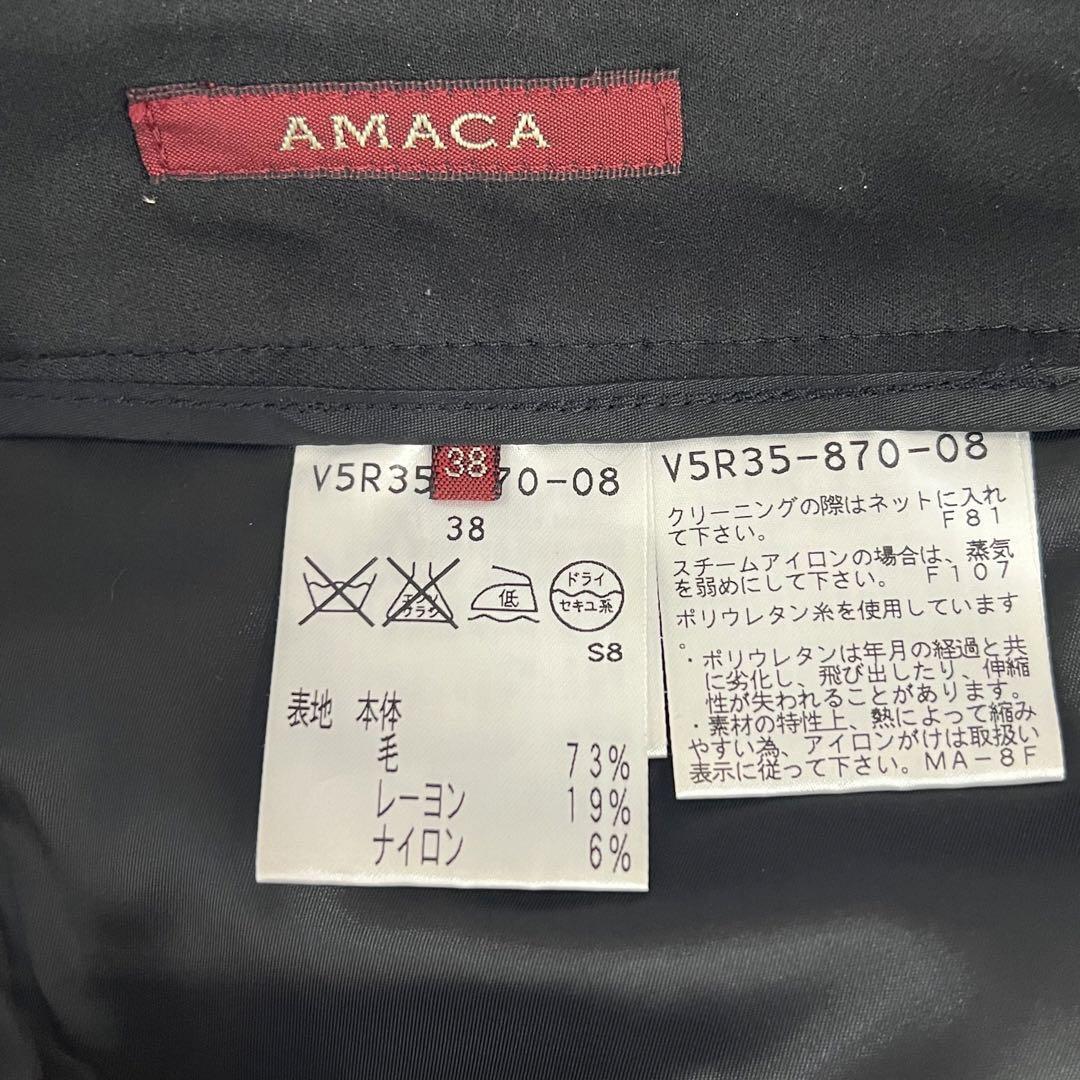 AMACA
38
V5R35 70-08
38
エンソ
サラシ
低
ドライ
セキユ系
S8
表地 本体
毛 73%
レーヨン 19%
ナイロン 6%
V5R35-870-08
クリーニングの際はネットに入れ
て下さい。 F81
スチームアイロンの場合は、蒸気
を弱めにして下さい。 F107
ポリウレタン糸を使用しています
。
・ポリウレタンは年月の経過と共
に劣化し、飛び出したり、伸縮
性が失われることがあります。
・素材の特性上、熱によって縮み
やすい為、アイロンがけは取扱い
表示に従って下さい。MA-8F